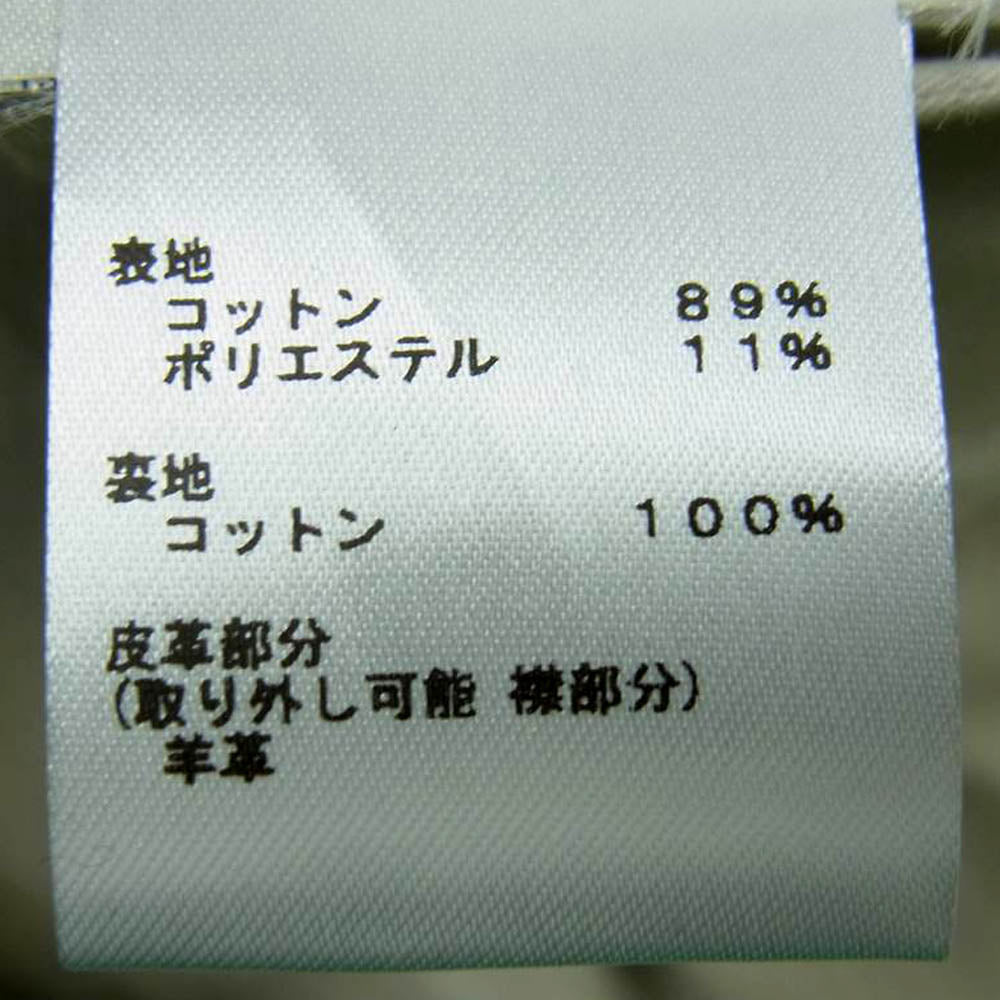 表地
コットン ８９％
ポリエステル １１％
裏地
コットン １００％
皮革部分
(取り外し可能 襟部分)
羊革